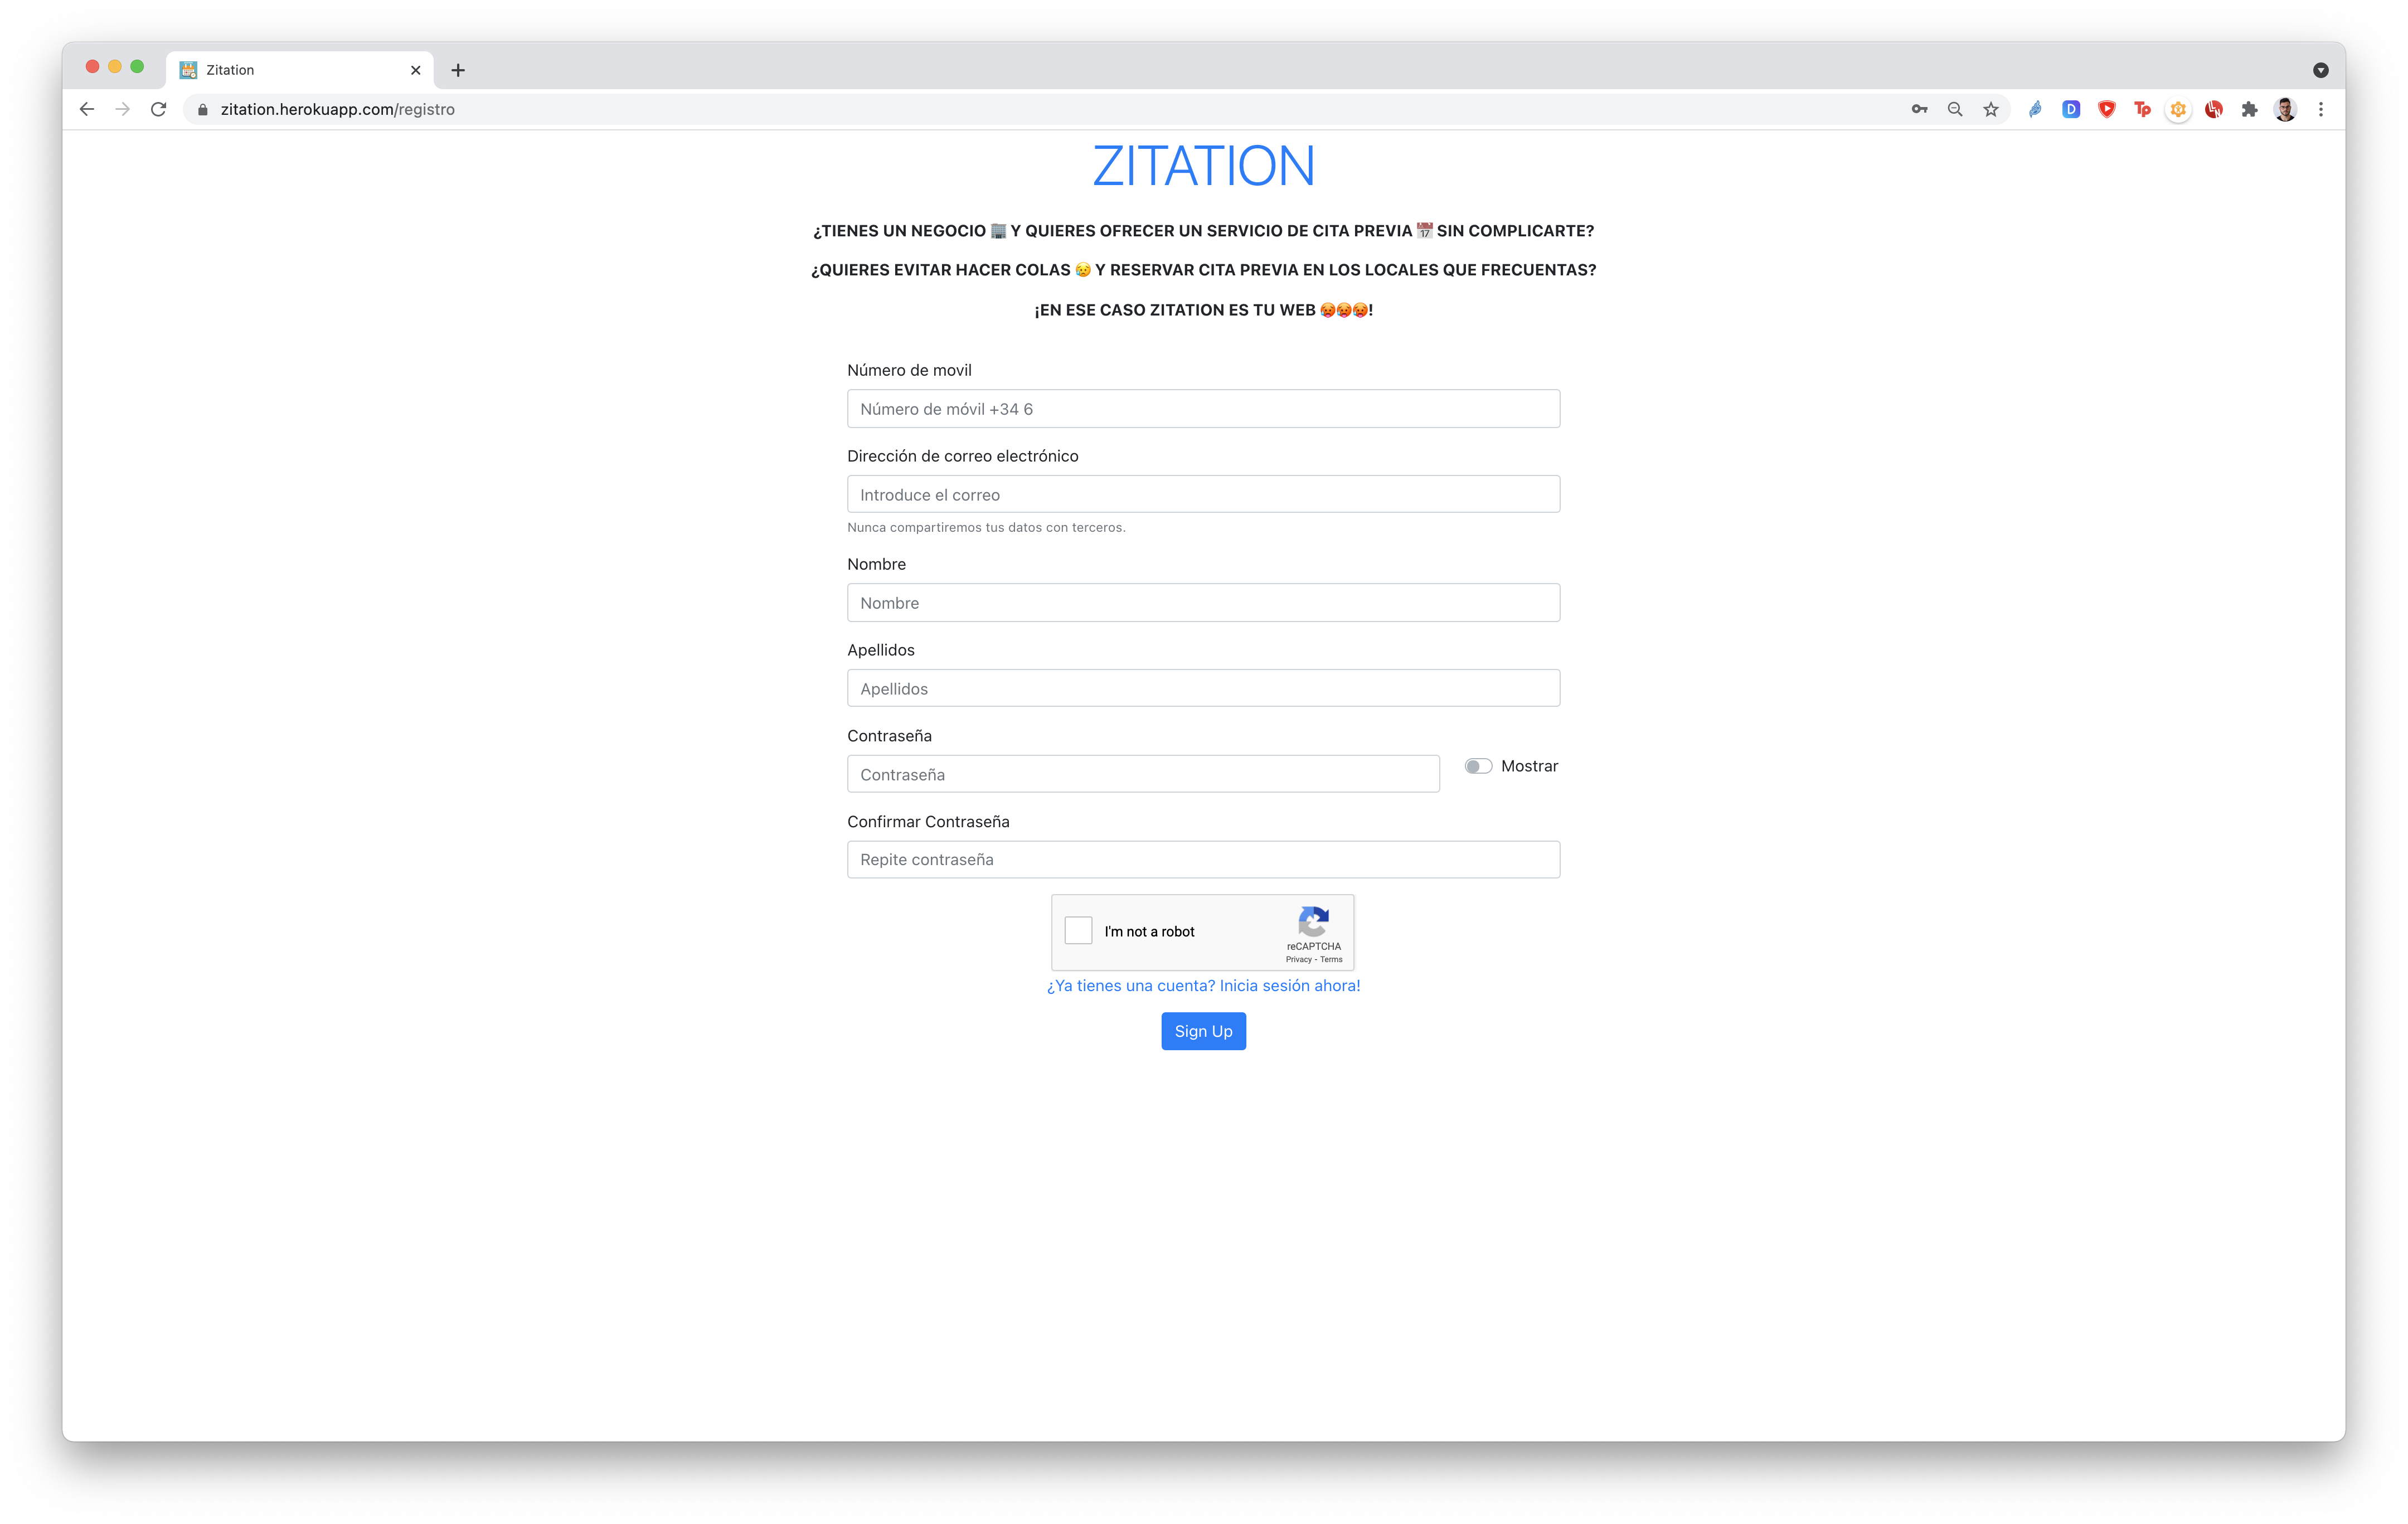 Zitation
zitation.herokuapp.com/registro
ZITATION
¿TIENES UN NEGOCIO 🏢 Y QUIERES OFRECER UN SERVICIO DE CITA PREVIA 📅 SIN COMPLICARTE?
¿QUIERES EVITAR HACER COLAS 😥 Y RESERVAR CITA PREVIA EN LOS LOCALES QUE FRECUENTAS?
¡EN ESE CASO ZITATION ES TU WEB 🥵🥵🥵!
Número de movil
Número de móvil +34 6
Dirección de correo electrónico
Introduce el correo
Nunca compartiremos tus datos con terceros.
Nombre
Nombre
Apellidos
Apellidos
Contraseña
Contraseña
Mostrar
Confirmar Contraseña
Repite contraseña
I'm not a robot
reCAPTCHA
Privacy - Terms
¿Ya tienes una cuenta? Inicia sesión ahora!
Sign Up